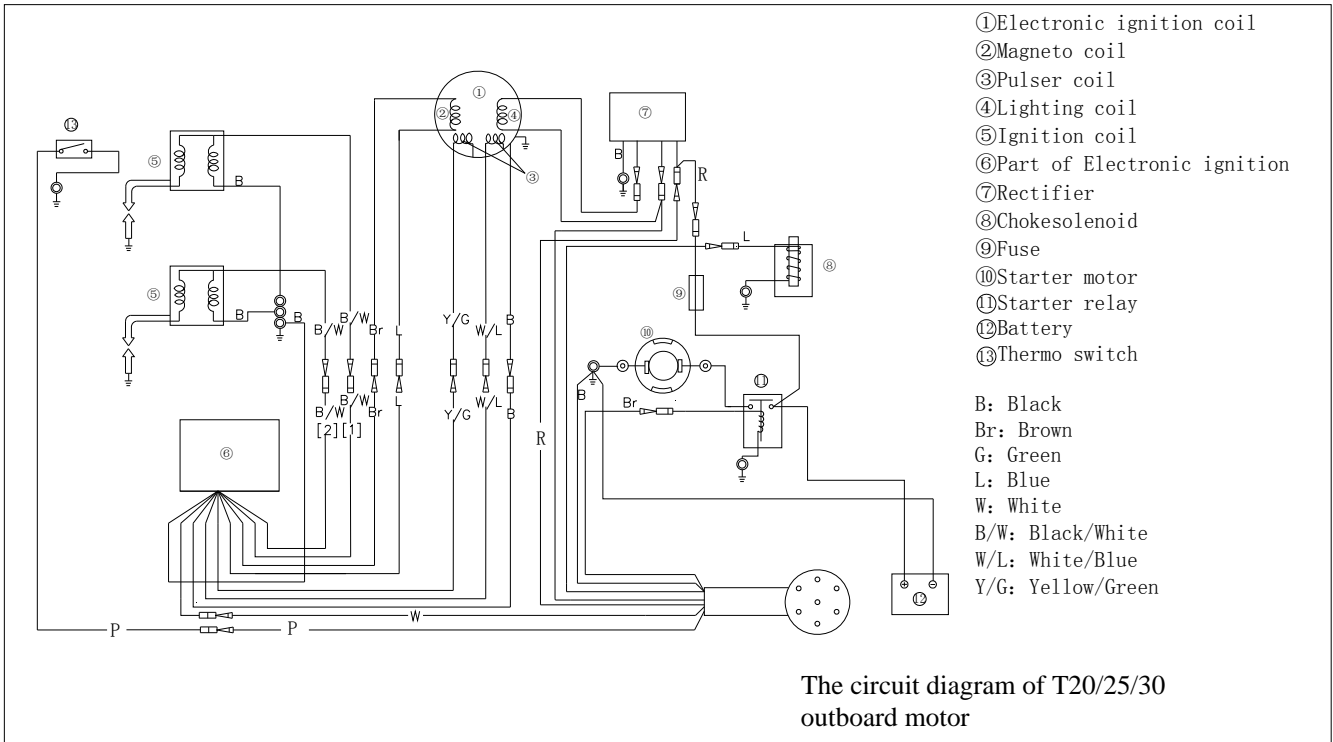 ①Electronic ignition coil
②Magneto coil
③Pulser coil
④Lighting coil
⑤Ignition coil
⑥Part of Electronic ignition
⑦Rectifier
⑧Chokesolenoid
⑨Fuse
⑩Starter motor
⑪Starter relay
⑫Battery
⑬Thermo switch
B: Black
Br: Brown
G: Green
L: Blue
W: White
B/W: Black/White
W/L: White/Blue
Y/G: Yellow/Green
①
②
④
③
⑦
B
R
L
⑧
⑨
⑬
⑤
B
⑤
B
B
B/W
B/W
Br
L
Y/G
W/L
B
B/W
[2]
B/W
[1]
Br
L
Y/G
W/L
B
⑥
⑩
B
Br
⑪
R
⑫
W
P
P
The circuit diagram of T20/25/30
outboard motor